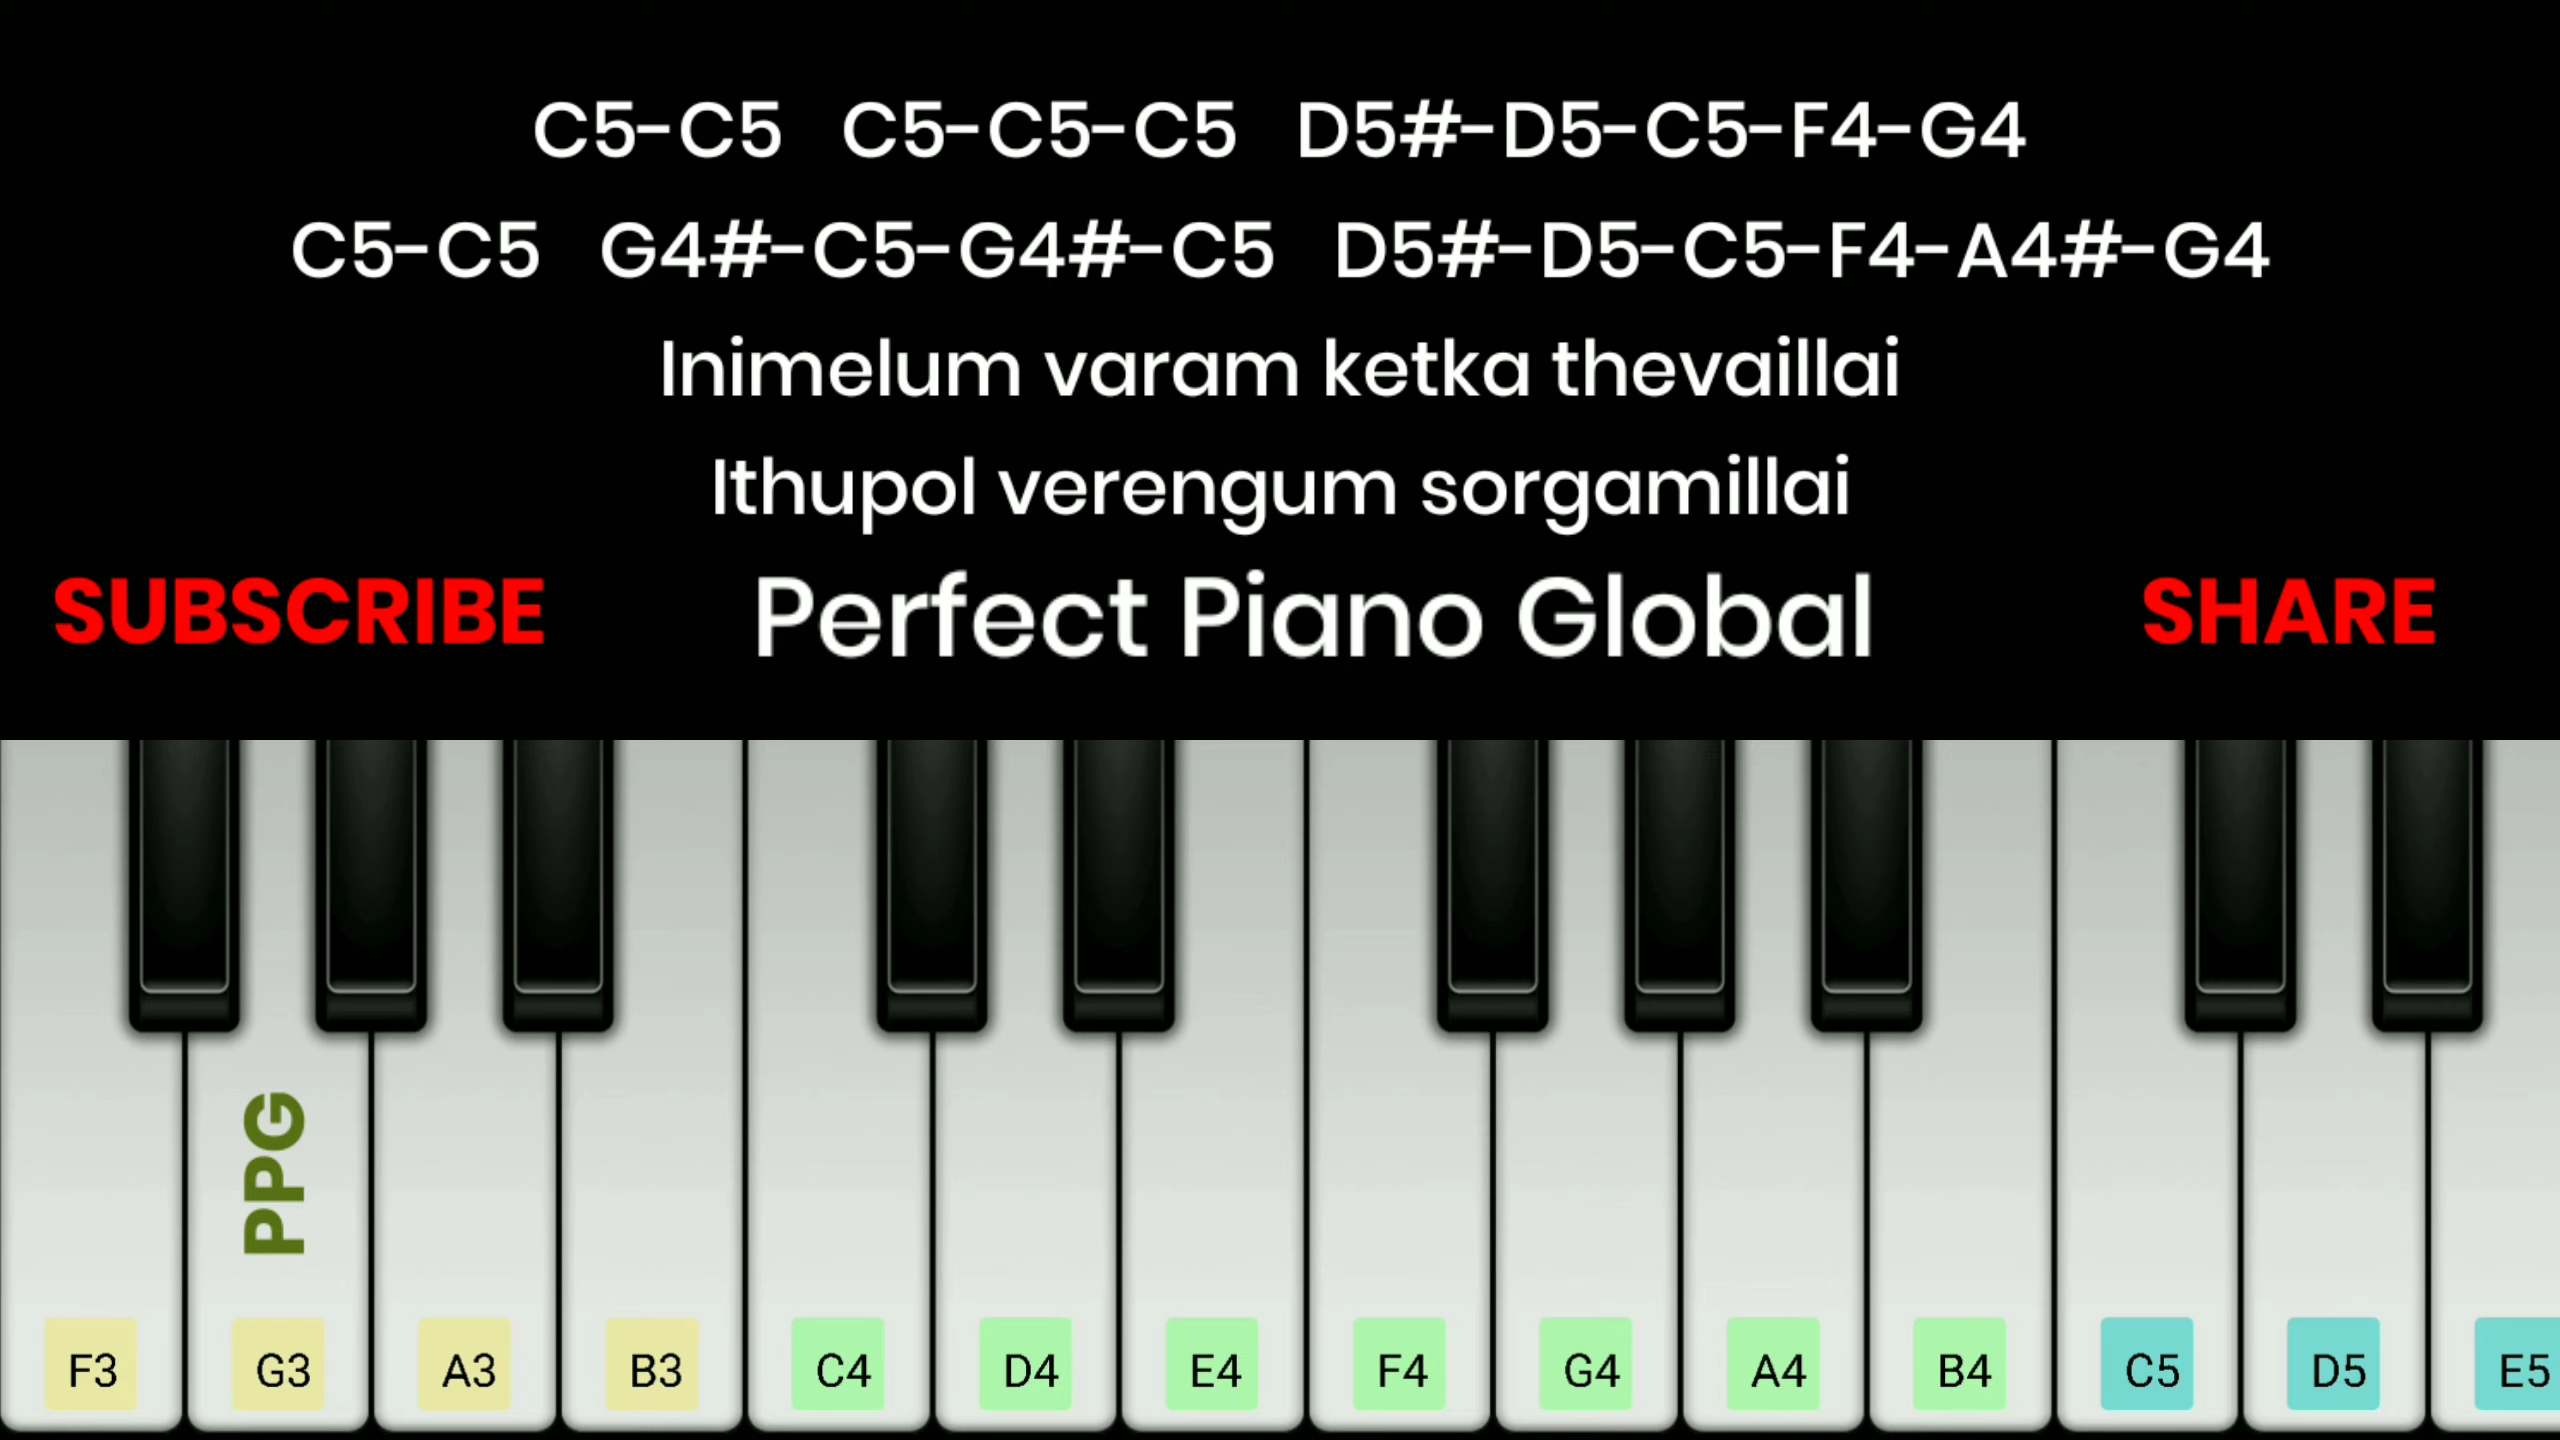 C5-C5 C5-C5-C5 D5#-D5-C5-F4-G4
C5-C5 G4#-C5-G4#-C5 D5#-D5-C5-F4-A4#-G4
Inimelum varam ketka thevaillai
Ithupol verengum sorgamillai
SUBSCRIBE Perfect Piano Global SHARE
PPG
F3 G3 A3 B3 C4 D4 E4 F4 G4 A4 B4 C5 D5 E5